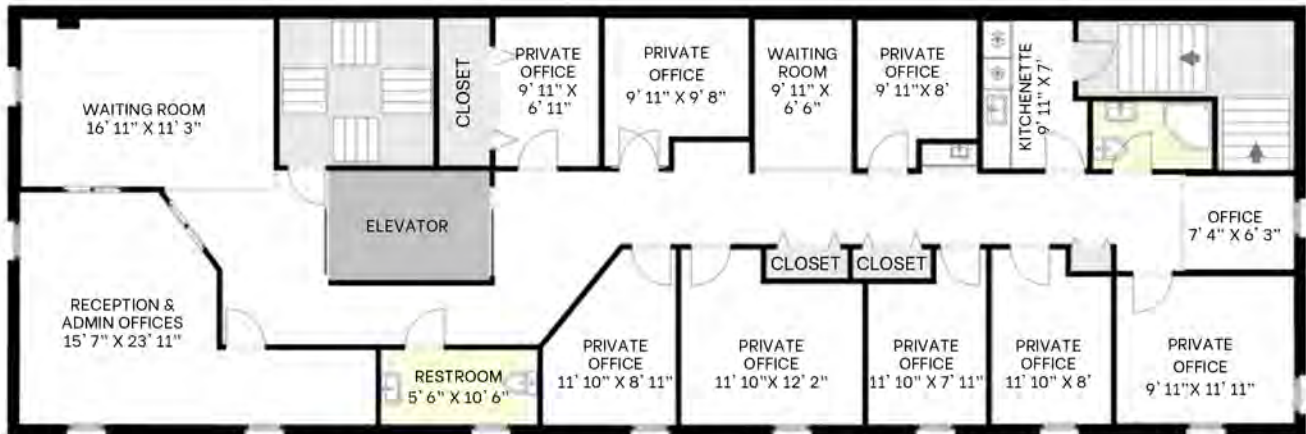 WAITING ROOM
16' 11" X 11' 3"
CLOSET
PRIVATE
OFFICE
9' 11" X
6' 11"
PRIVATE
OFFICE
9' 11" X 9' 8"
WAITING
ROOM
9' 11" X
6' 6"
PRIVATE
OFFICE
9' 11" X 8'
KITCHENETTE
9' 11" X 7'
ELEVATOR
OFFICE
7' 4" X 6' 3"
RECEPTION &
ADMIN OFFICES
15' 7" X 23' 11"
RESTROOM
5' 6" X 10' 6"
PRIVATE
OFFICE
11' 10" X 8' 11"
PRIVATE
OFFICE
11' 10" X 12' 2"
CLOSET
CLOSET
PRIVATE
OFFICE
11' 10" X 7' 11"
PRIVATE
OFFICE
11' 10" X 8'
PRIVATE
OFFICE
9' 11" X 11' 11"